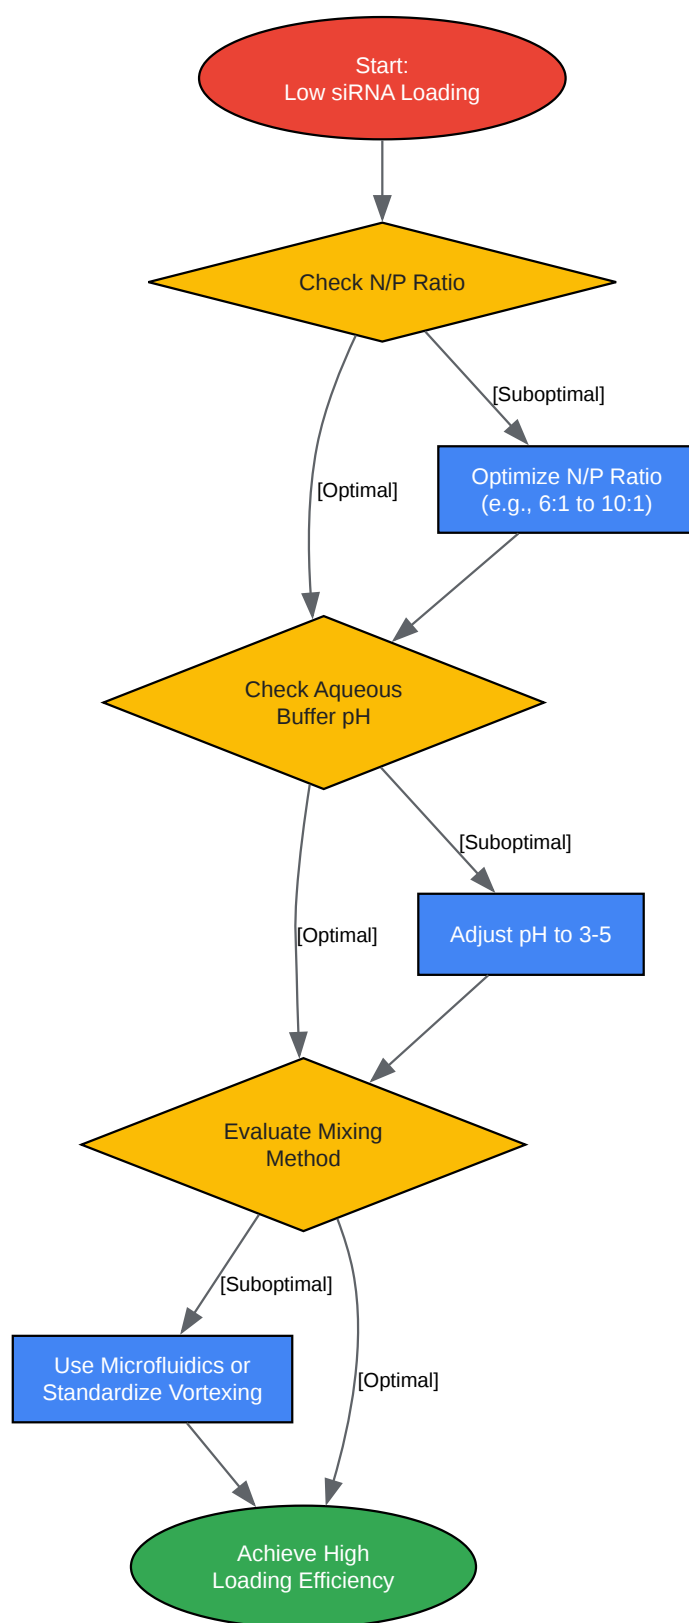 Start:
Low siRNA Loading
Check N/P Ratio
[Suboptimal]
Optimize N/P Ratio
(e.g., 6:1 to 10:1)
[Optimal]
Check Aqueous
Buffer pH
[Suboptimal]
Adjust pH to 3-5
[Optimal]
Evaluate Mixing
Method
[Suboptimal]
Use Microfluidics or
Standardize Vortexing
[Optimal]
Achieve High
Loading Efficiency